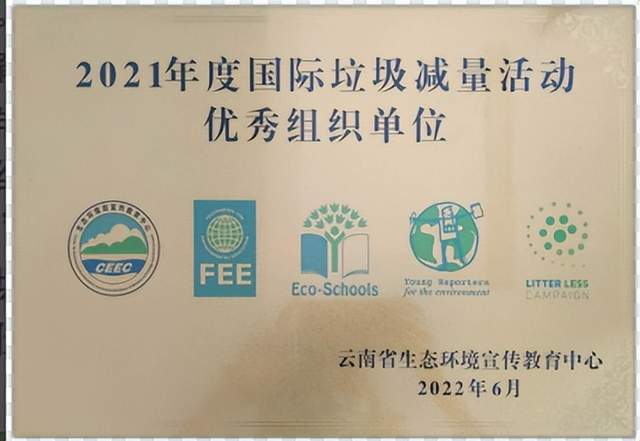 2021年度国际垃圾减量活动
优秀组织单位
CEEC
FEE
Eco-Schools
Young Reporters
for the environment
LITTER LESS
CAMPAIGN
云南省生态环境宣传教育中心
2022年6月